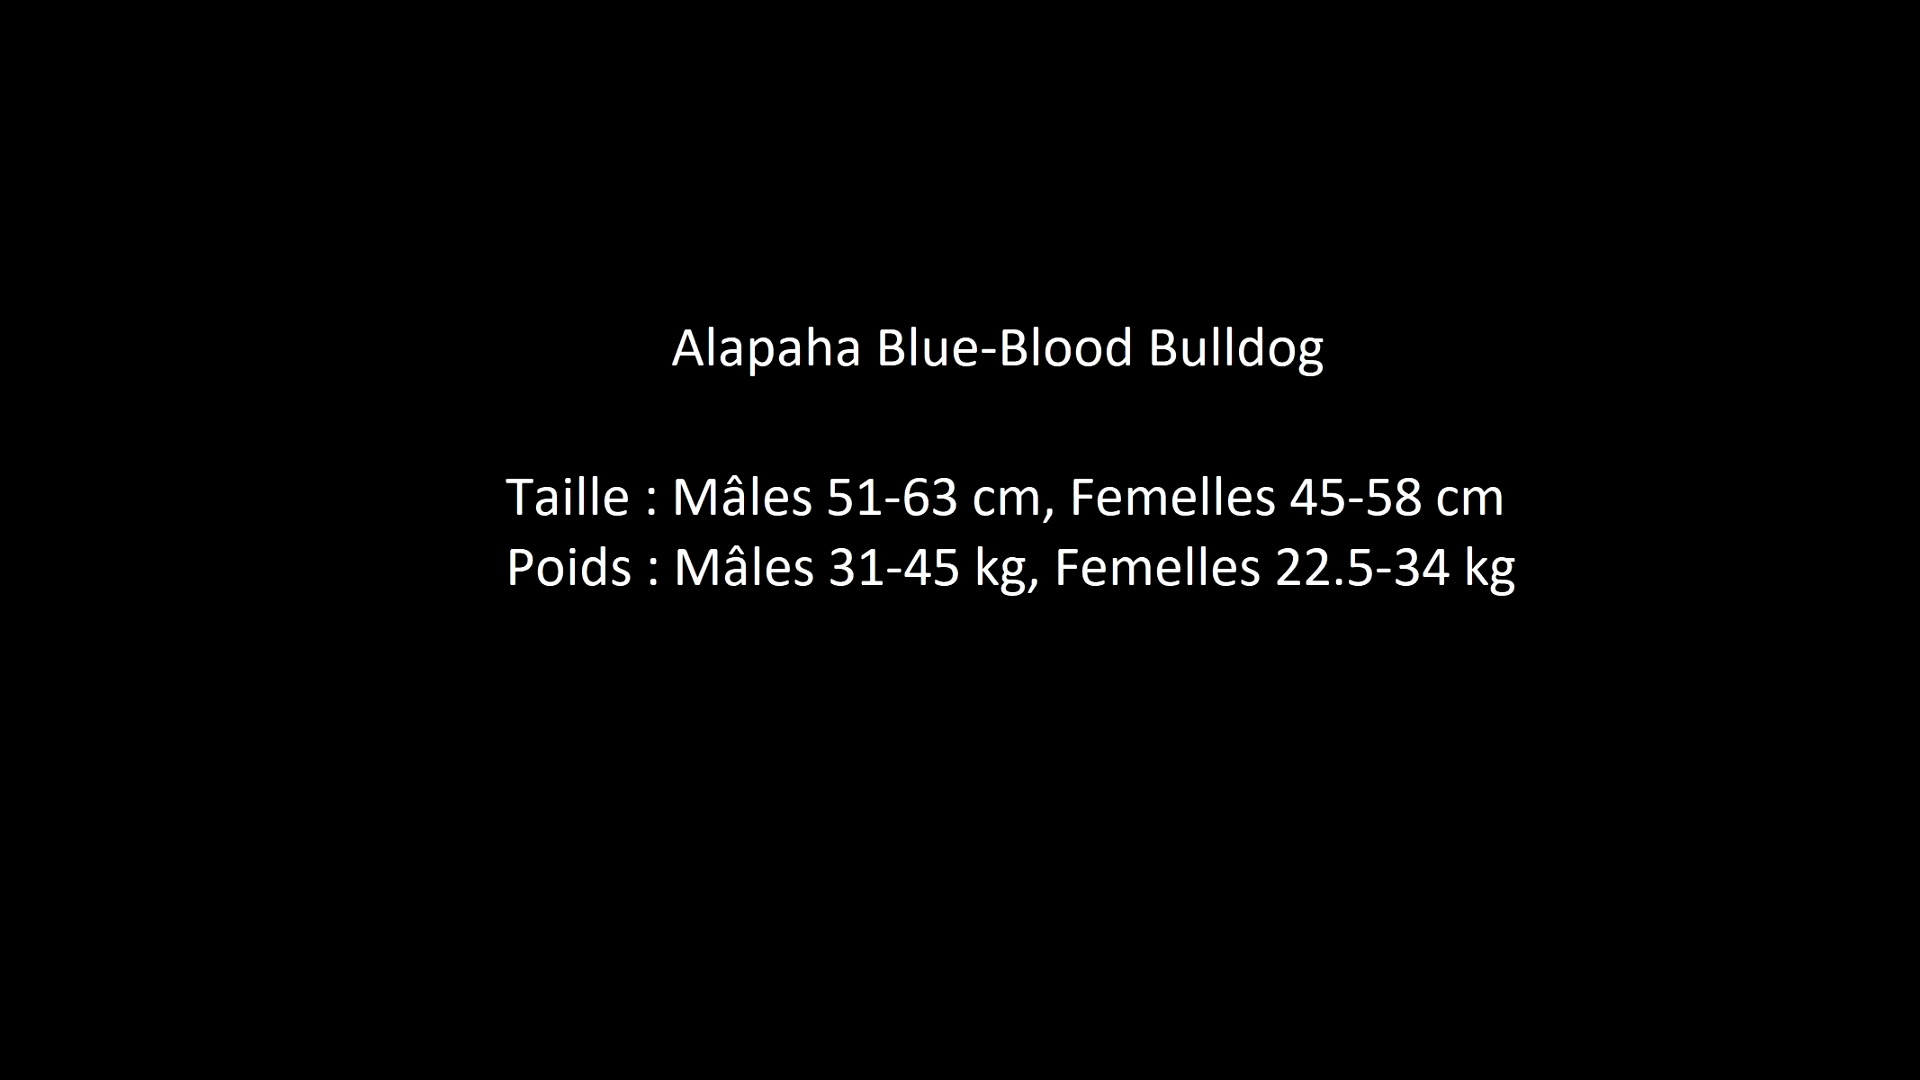 Alapaha Blue-Blood Bulldog
Taille : Mâles 51-63 cm, Femelles 45-58 cm
Poids : Mâles 31-45 kg, Femelles 22.5-34 kg